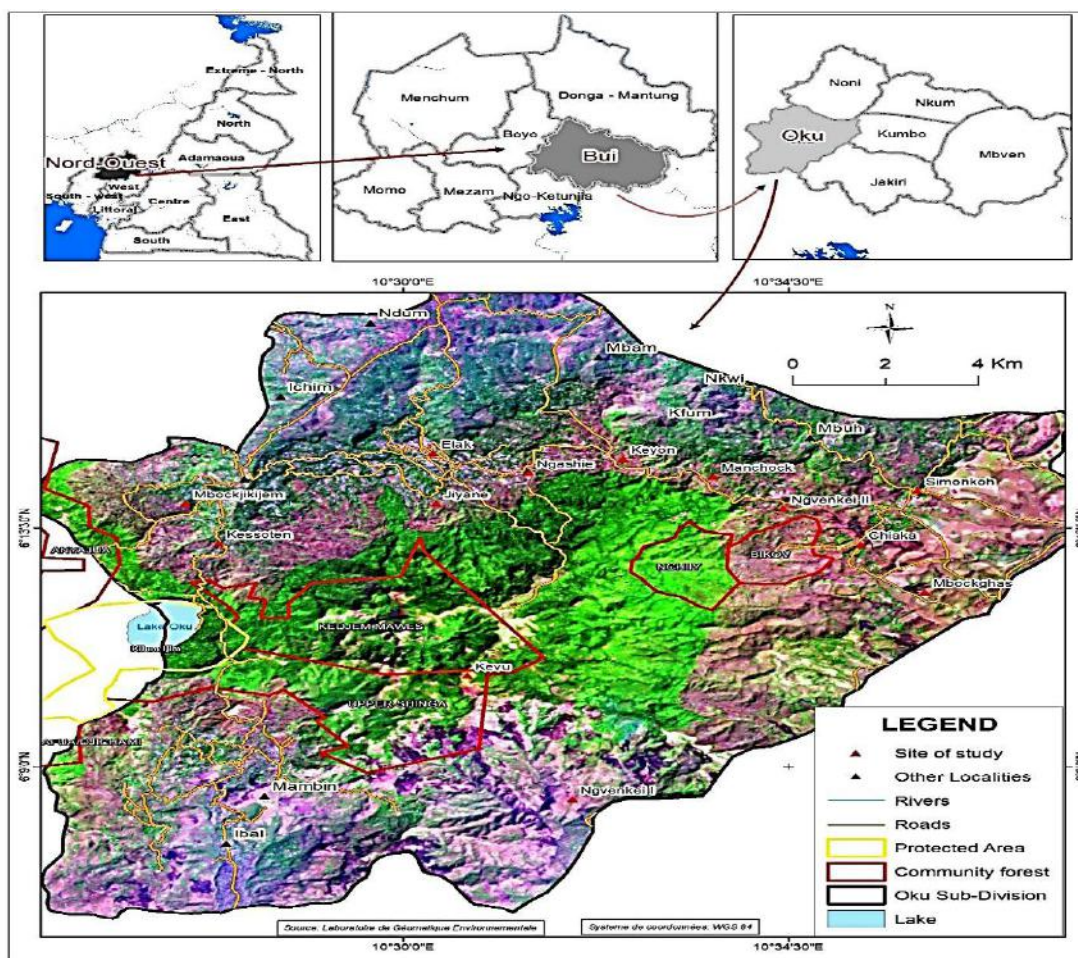 Extreme - North
North
Adamaoua
Nord Ouest
West
South - west
Littoral
Centre
East
South
Menchum
Donga - Mantung
Boyo
Bui
Momo
Mezam
Ngo-Ketunjia
Noni
Nkum
Oku
Kumbo
Mbven
Jakiri
10°30'0"E
10°34'30"E
N
0 2 4 Km
Ndum
Mbam
Ichim
Nkwi
Kfum
Mbuh
Elak
Keyon
Ngashie
Manchock
Simonkoh
Mbockjikijem
Jiyane
Ngvenkei II
6°13'30"N
Kessoten
Chiaka
ANYAJUA
BIKOV
Mbockghas
KEDJEM MAWES
Lake Oku
Kevu
UPPER SHINGA
6°9'0"N
Mambin
Ngvenkei I
Ibal
LEGEND
Site of study
Other Localities
Rivers
Roads
Protected Area
Community forest
Oku Sub-Division
Lake
Source: Laboratoire de Géomatique Environnementale
Systeme de coordonnées: WGS 84
10°30'0"E
10°34'30"E